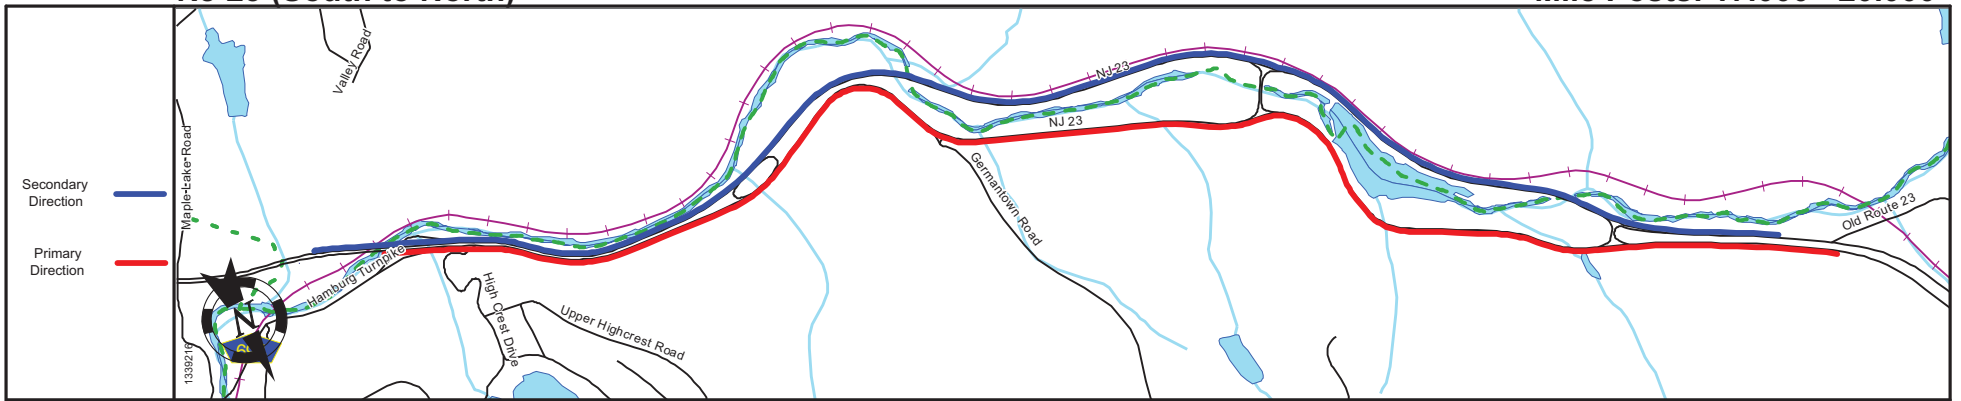 Valley Road
Maple-Lake-Road
NJ 23
NJ 23
Secondary
Direction
Germantown Road
Old Route 23
Primary
Direction
Hamburg Turnpike
High Crest Drive
Upper Highcrest Road
N
1339216